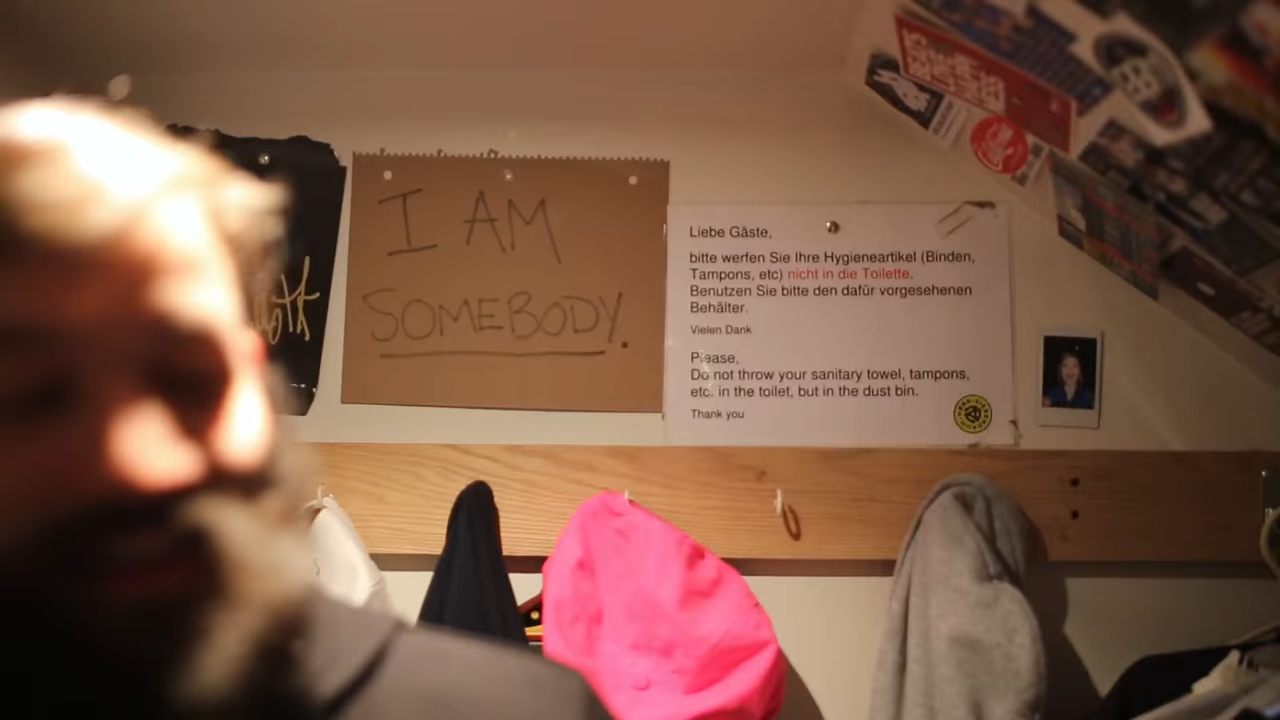 I AM
SOMEBODY.
Liebe Gäste,
bitte werfen Sie Ihre Hygieneartikel (Binden,
Tampons, etc) nicht in die Toilette.
Benutzen Sie bitte den dafür vorgesehenen
Behälter.
Vielen Dank
Please,
Do not throw your sanitary towel, tampons,
etc. in the toilet, but in the dust bin.
Thank you